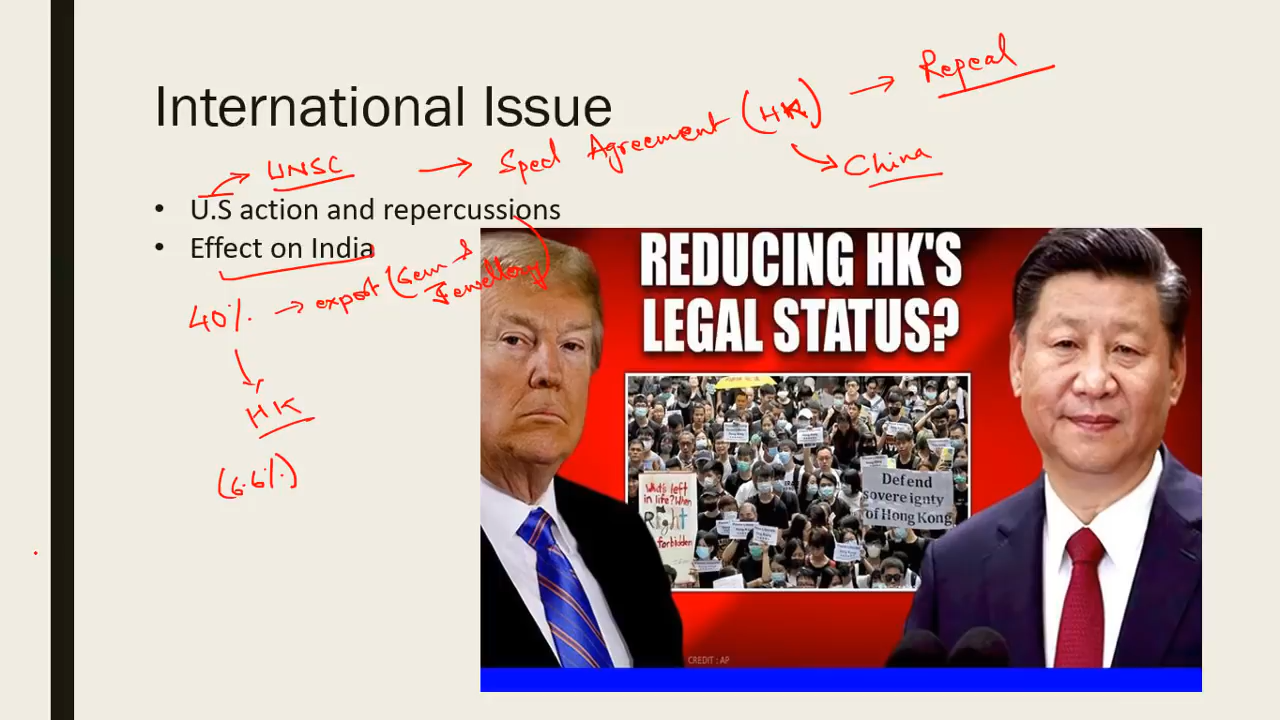 Repeal
International Issue
UNSC → Specl Agreement (HK) →
China
• U.S action and repercussions
• Effect on India
40% → export (Gem & Jewellery)
HK
(6.6%)
REDUCING HK'S
LEGAL STATUS?
What's left
in life? When
Right
forbidden
Defend
sovereignty
of Hong Kong
CREDIT : AP